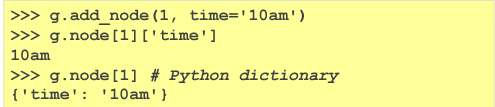 >>> g.add_node(1, time='10am')
>>> g.node[1]['time']
10am
>>> g.node[1] # Python dictionary
{'time': '10am'}